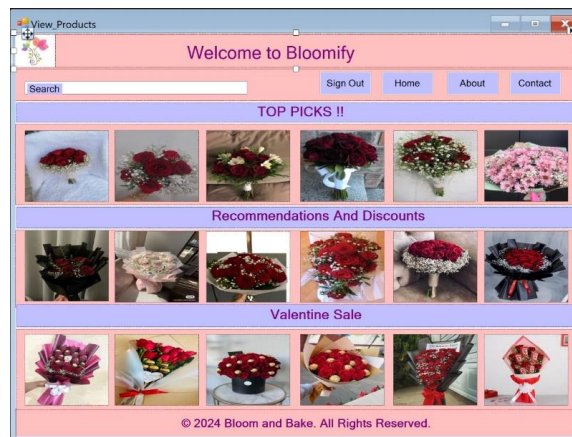 View_Products
Welcome to Bloomify
Search
Sign Out
Home
About
Contact
TOP PICKS !!
Recommendations And Discounts
Valentine Sale
© 2024 Bloom and Bake. All Rights Reserved.